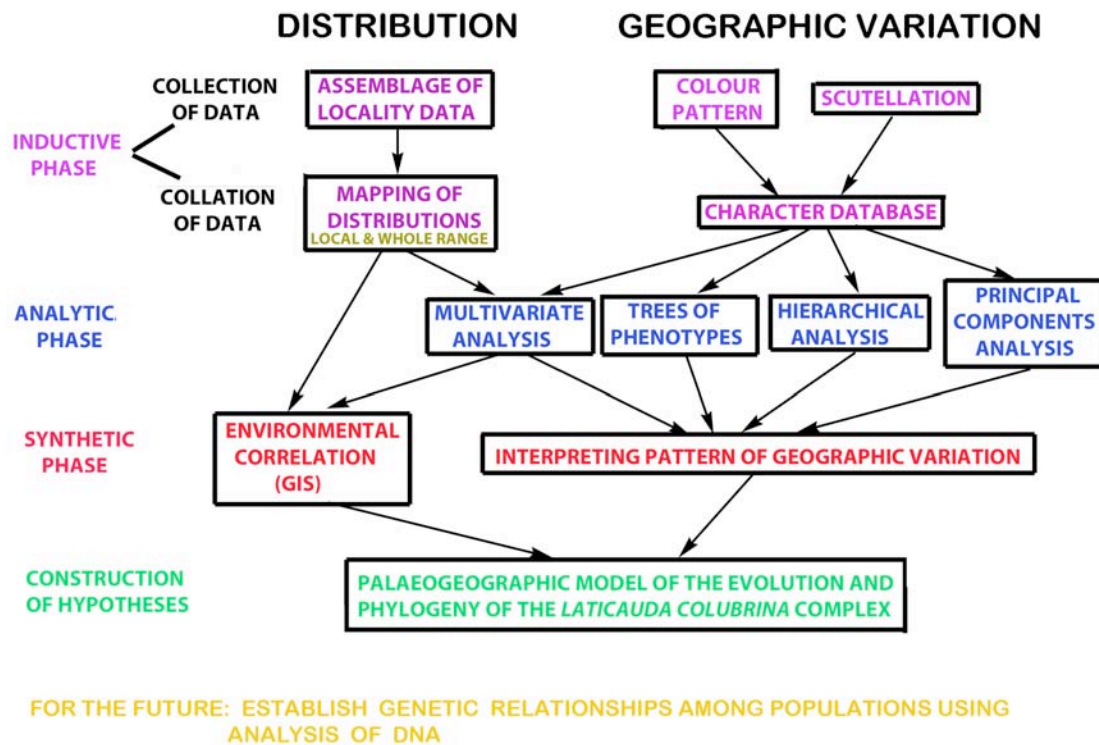 DISTRIBUTION
GEOGRAPHIC VARIATION
COLLECTION
OF DATA
ASSEMBLAGE OF
LOCALITY DATA
COLOUR
PATTERN
SCUTELLATION
INDUCTIVE
PHASE
COLLATION
OF DATA
MAPPING OF
DISTRIBUTIONS
LOCAL & WHOLE RANGE
CHARACTER DATABASE
ANALYTIC.
PHASE
MULTIVARIATE
ANALYSIS
TREES OF
PHENOTYPES
HIERARCHICAL
ANALYSIS
PRINCIPAL
COMPONENTS
ANALYSIS
SYNTHETIC
PHASE
ENVIRONMENTAL
CORRELATION
(GIS)
INTERPRETING PATTERN OF GEOGRAPHIC VARIATION
CONSTRUCTION
OF HYPOTHESES
PALAEOGEOGRAPHIC MODEL OF THE EVOLUTION AND
PHYLOGENY OF THE LATICAUDA COLUBRINA COMPLEX
FOR THE FUTURE: ESTABLISH GENETIC RELATIONSHIPS AMONG POPULATIONS USING
ANALYSIS OF DNA